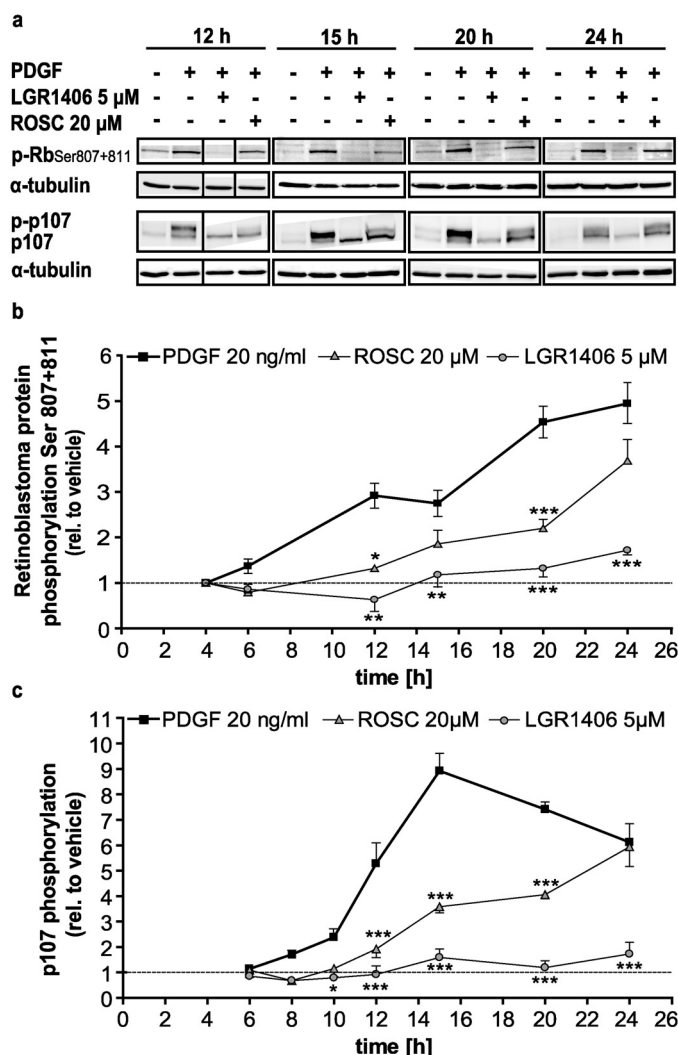 a
12 h 15 h 20 h 24 h
PDGF - + + + - + + + - + + + - + + +
LGR1406 5 µM - - + - - - + - - - + - - - + -
ROSC 20 µM - - - + - - - + - - - + - - - +
p-RbSer807+811
α-tubulin
p-p107
p107
α-tubulin
b
PDGF 20 ng/ml ROSC 20 µM LGR1406 5 µM
Retinoblastoma protein
phosphorylation Ser 807+811
(rel. to vehicle)
6
5
4
3
2
1
0
* *** ** ** *** ***
0 2 4 6 8 10 12 14 16 18 20 22 24 26
time [h]
c
PDGF 20 ng/ml ROSC 20µM LGR1406 5µM
p107 phosphorylation
(rel. to vehicle)
11
10
9
8
7
6
5
4
3
2
1
0
*** *** *** * *** *** *** ***
0 2 4 6 8 10 12 14 16 18 20 22 24 26
time [h]